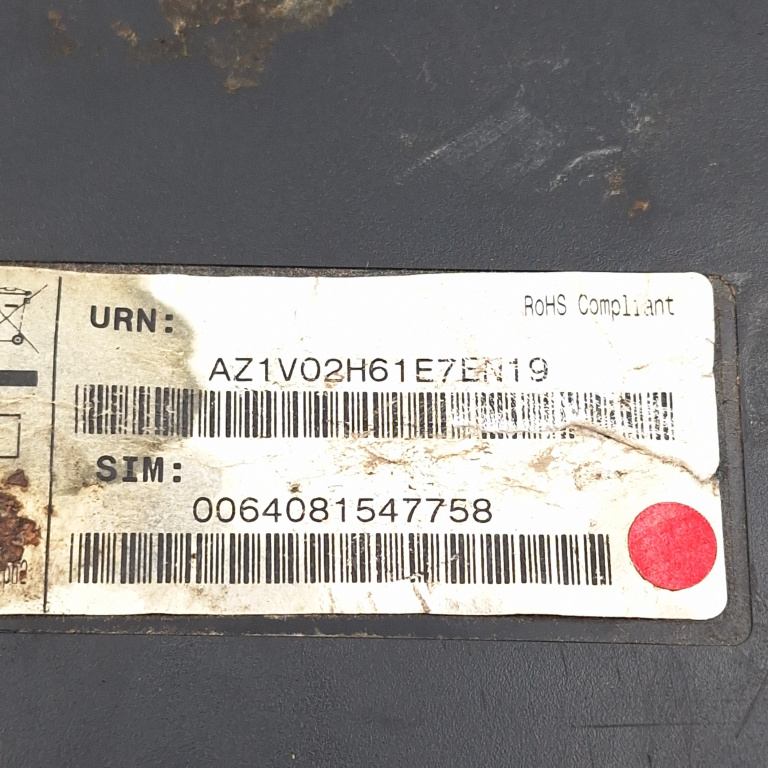 RoHS Compliant
URN:
AZ1V02H61E7EN19
SIM:
0064081547758